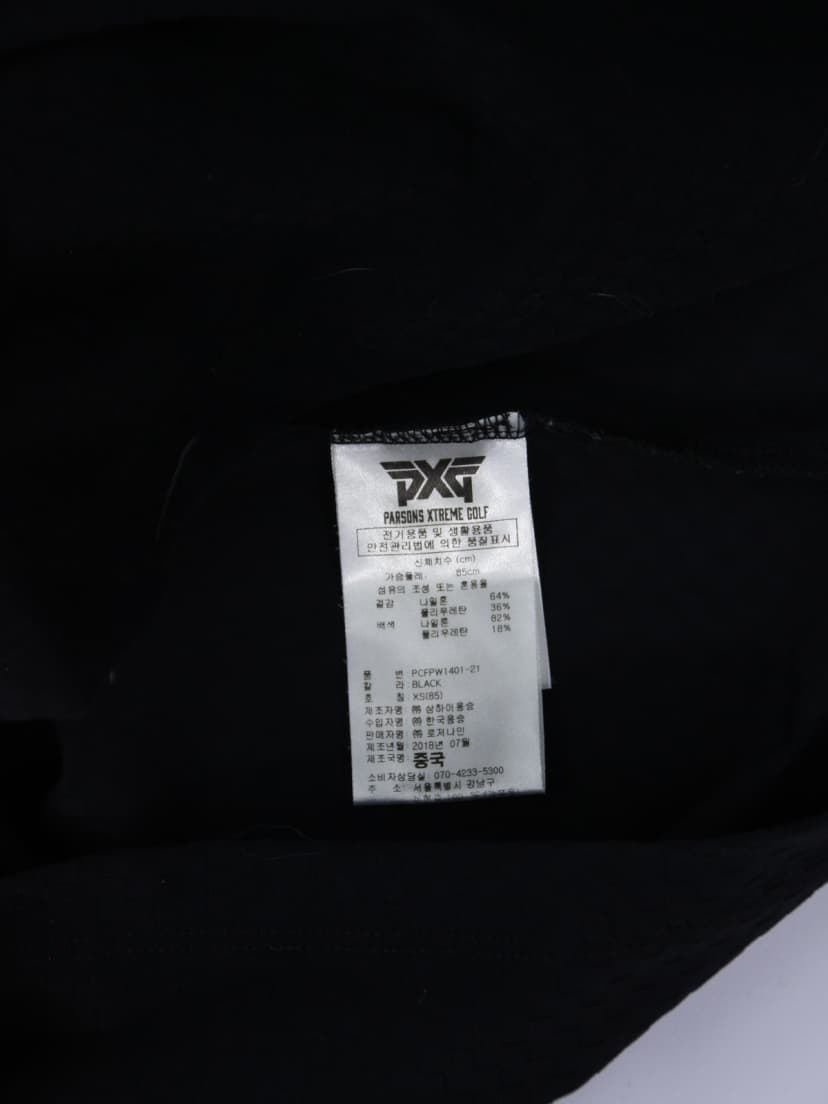 PXG
PARSONS XTREME GOLF
전기용품 및 생활용품
안전관리법에 의한 품질표시
신체치수 (cm)
가슴둘레: 85cm
섬유의 조성 또는 혼용율
겉감 나일론 64%
폴리우레탄 36%
배색 나일론 82%
폴리우레탄 18%
품 번: PCFPW1401-21
칼 라: BLACK
호 칭: XS(85)
제조자명: ㈜ 상하이용승
수입자명: ㈜ 한국용승
판매자명: ㈜ 로저나인
제조년월: 2018년 07월
제조국명: 중국
소비자상담실: 070-4233-5300
주 소: 서울특별시 강남구